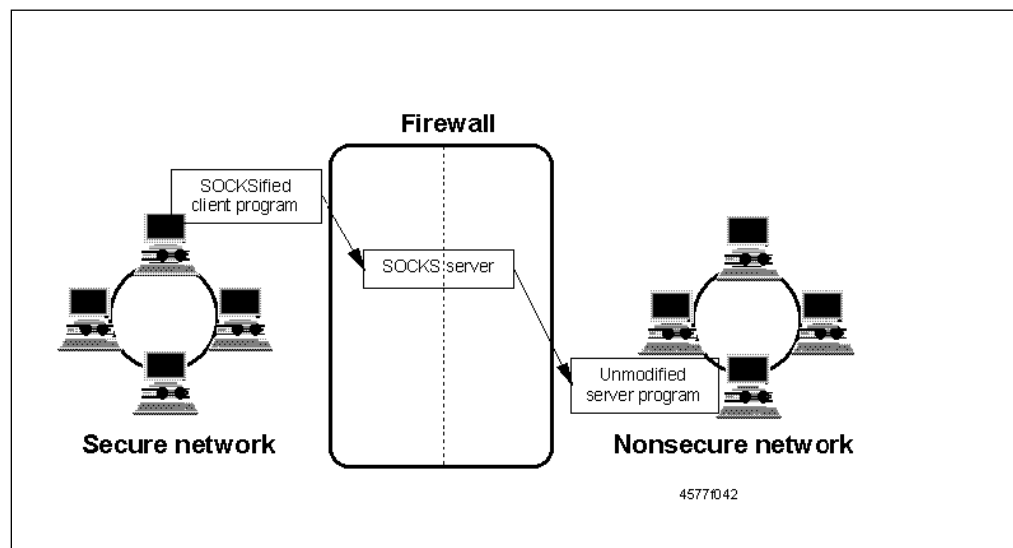 Firewall
SOCKSified
client program
SOCKS server
Unmodified
server program
Secure network
Nonsecure network
4577f042